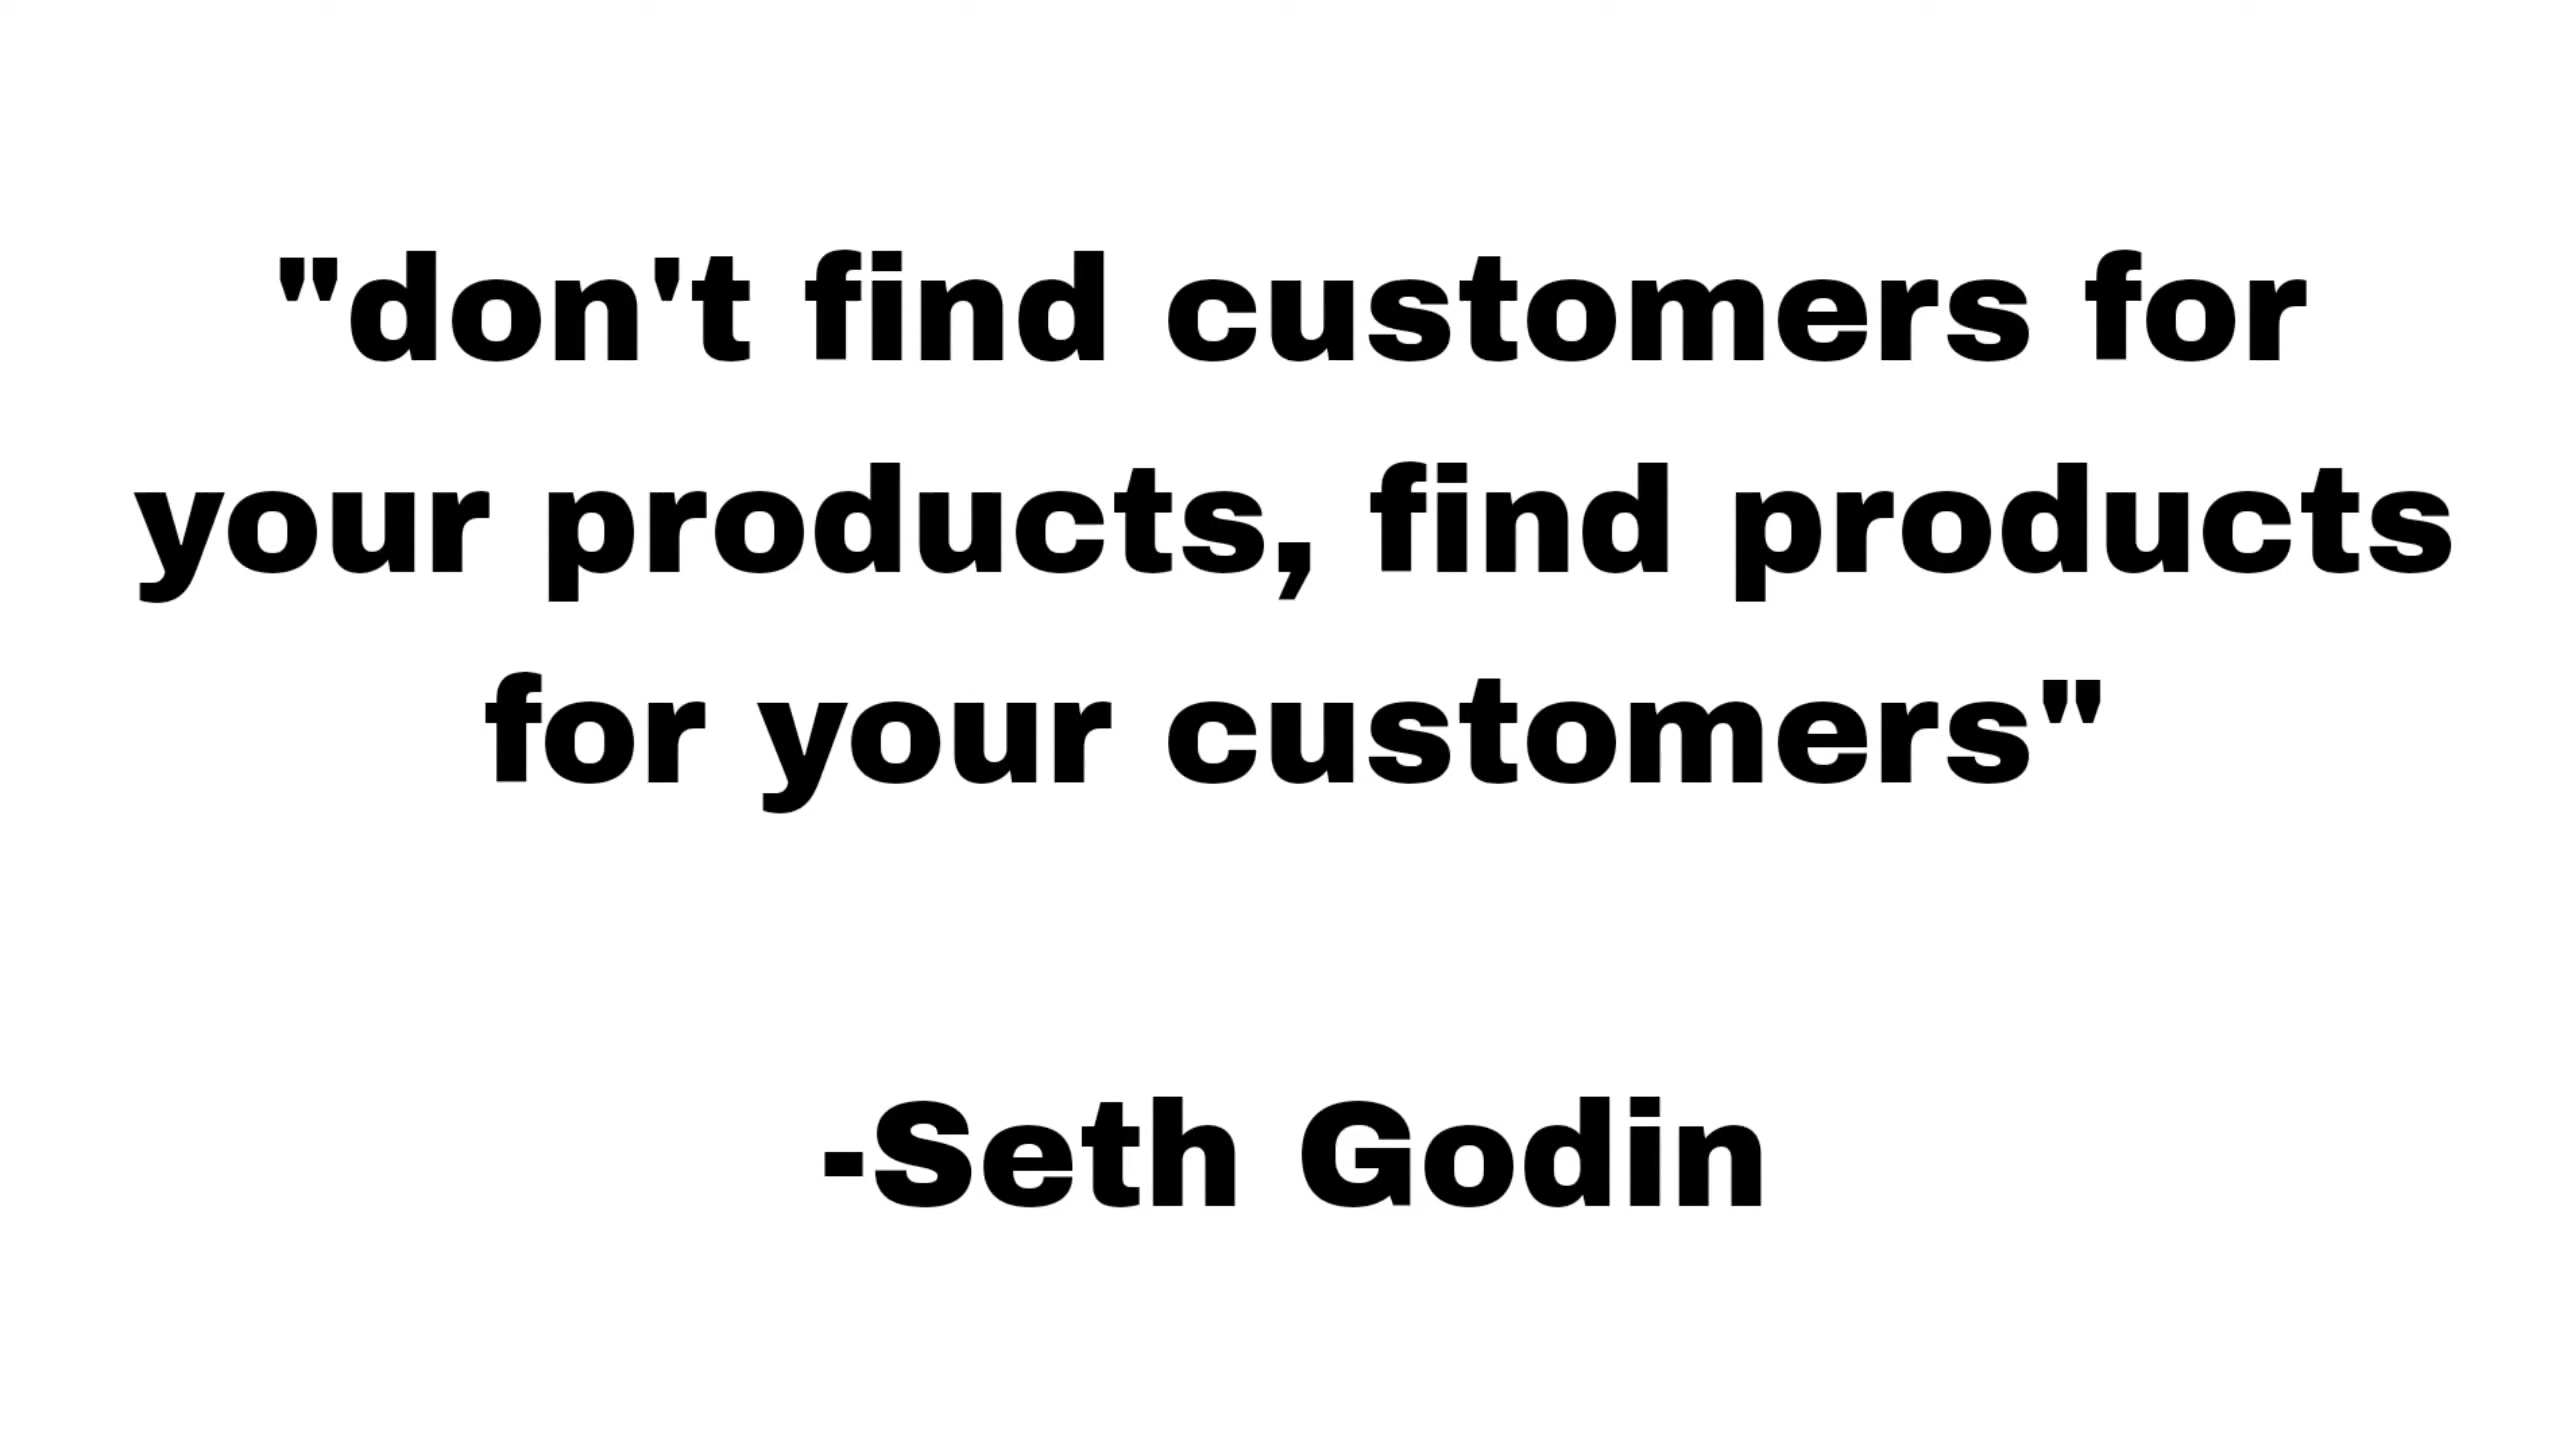 "don't find customers for
your products, find products
for your customers"
-Seth Godin